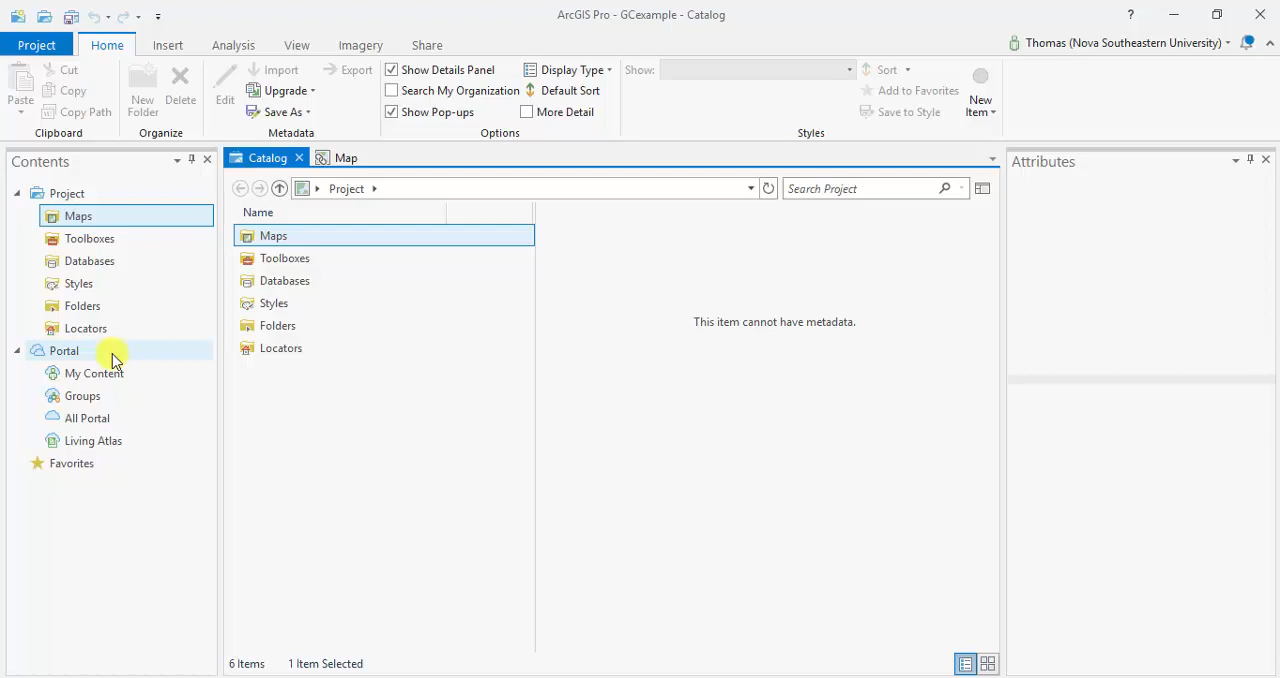 ArcGIS Pro - GCexample - Catalog
?
Project Home Insert Analysis View Imagery Share
Thomas (Nova Southeastern University)
Paste
Cut
Copy
Copy Path
Clipboard
New Folder
Delete
Organize
Edit
Import
Export
Upgrade
Save As
Metadata
Show Details Panel
Search My Organization
Show Pop-ups
Display Type
Default Sort
More Detail
Options
Show:
Sort
Add to Favorites
Save to Style
New Item
Styles
Contents
Project
Maps
Toolboxes
Databases
Styles
Folders
Locators
Portal
My Content
Groups
All Portal
Living Atlas
Favorites
Catalog
Map
Project
Search Project
Name
Maps
Toolboxes
Databases
Styles
Folders
Locators
This item cannot have metadata.
6 Items 1 Item Selected
Attributes